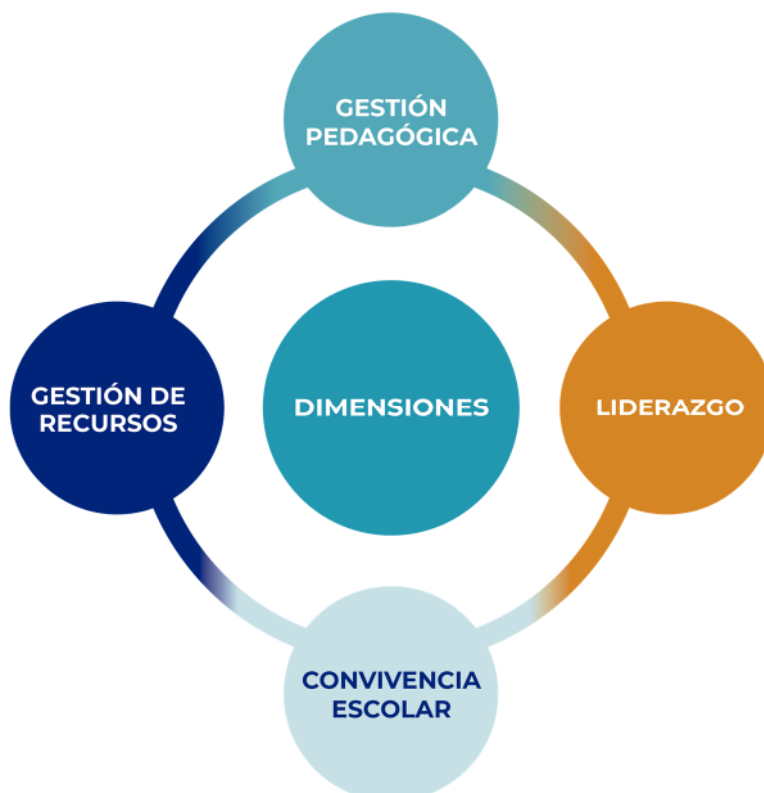 GESTIÓN
PEDAGÓGICA
GESTIÓN DE
RECURSOS
DIMENSIONES
LIDERAZGO
CONVIVENCIA
ESCOLAR